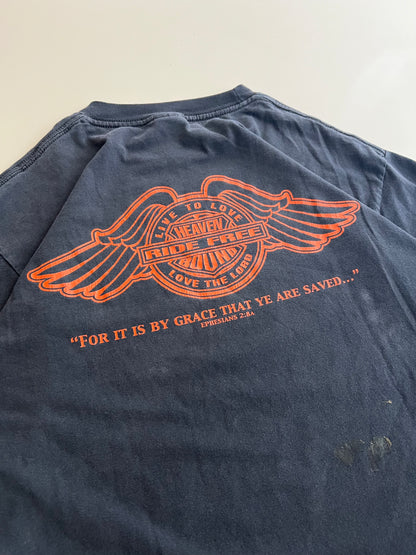 LIVE TO LOVE
HEAVEN
RIDE FREE
BOUND
LOVE THE LORD
"FOR IT IS BY GRACE THAT YE ARE SAVED..."
EPHESIANS 2:8A